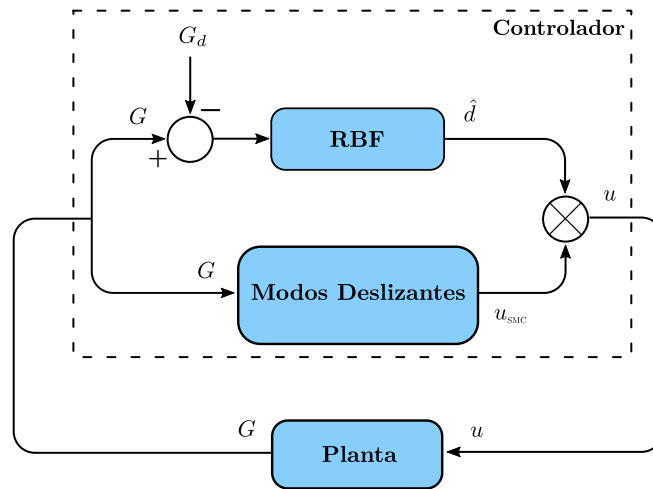 Controlador
G_d
−
G
+
RBF
d̂
u
G
Modos Deslizantes
u_SMC
G
Planta
u